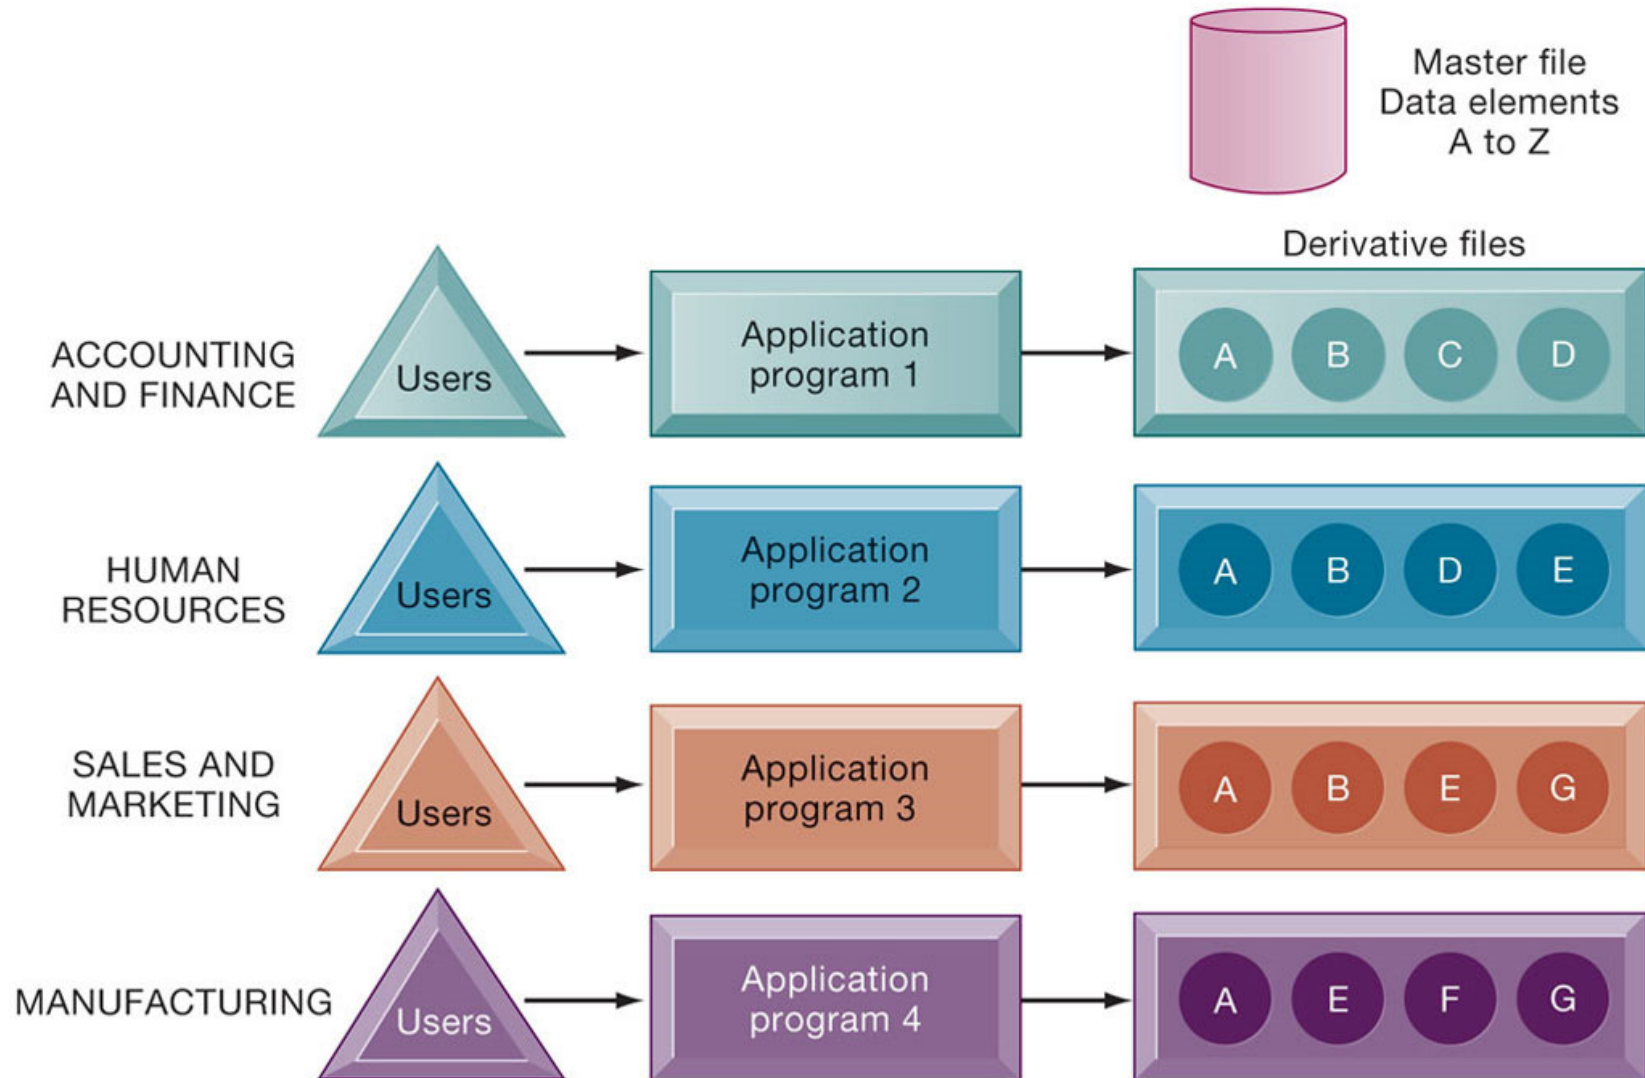 Master file
Data elements
A to Z
Derivative files
ACCOUNTING
AND FINANCE
Users
Application
program 1
A B C D
HUMAN
RESOURCES
Users
Application
program 2
A B D E
SALES AND
MARKETING
Users
Application
program 3
A B E G
MANUFACTURING
Users
Application
program 4
A E F G